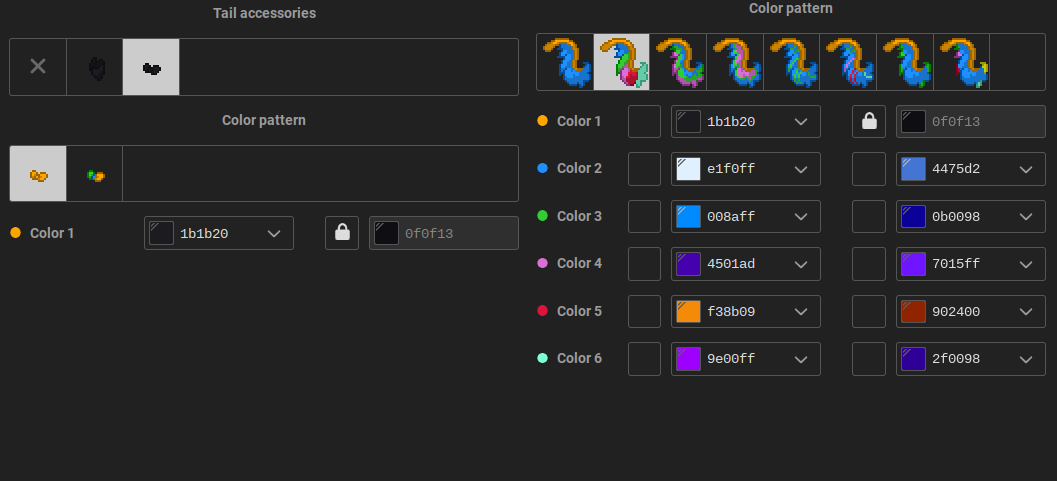 Tail accessories
Color pattern
Color 1 1b1b20 0f0f13
Color pattern
Color 1 1b1b20 0f0f13
Color 2 e1f0ff 4475d2
Color 3 008aff 0b0098
Color 4 4501ad 7015ff
Color 5 f38b09 902400
Color 6 9e00ff 2f0098